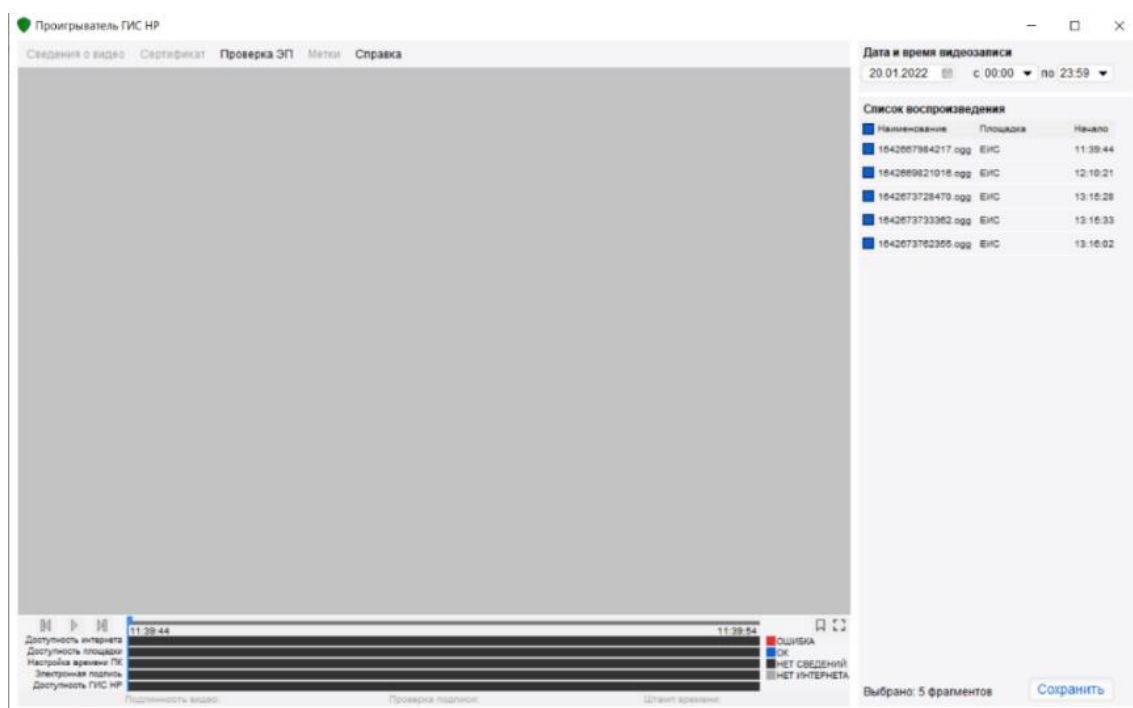 Проигрыватель ГИС НР
Сведения о видео Сертификат Проверка ЭП Метки Справка
Дата и время видеозаписи
20.01.2022 с 00:00 по 23:59
Список воспроизведения
Наименование Площадка Начало
1642667984217.ogg ЕИС 11:39:44
1642669821016.ogg ЕИС 12:10:21
1642673728470.ogg ЕИС 13:15:28
1642673733362.ogg ЕИС 13:15:33
1642673762355.ogg ЕИС 13:16:02
11:39:44 11:39:54
Доступность интернета
Доступность площадки
Настройка времени ПК
Электронная подпись
Доступность ГИС НР
ОШИБКА
ОК
НЕТ СВЕДЕНИЙ
НЕТ ИНТЕРНЕТА
Подлинность видео: Проверка подписи: Штамп времени:
Выбрано: 5 фрагментов Сохранить